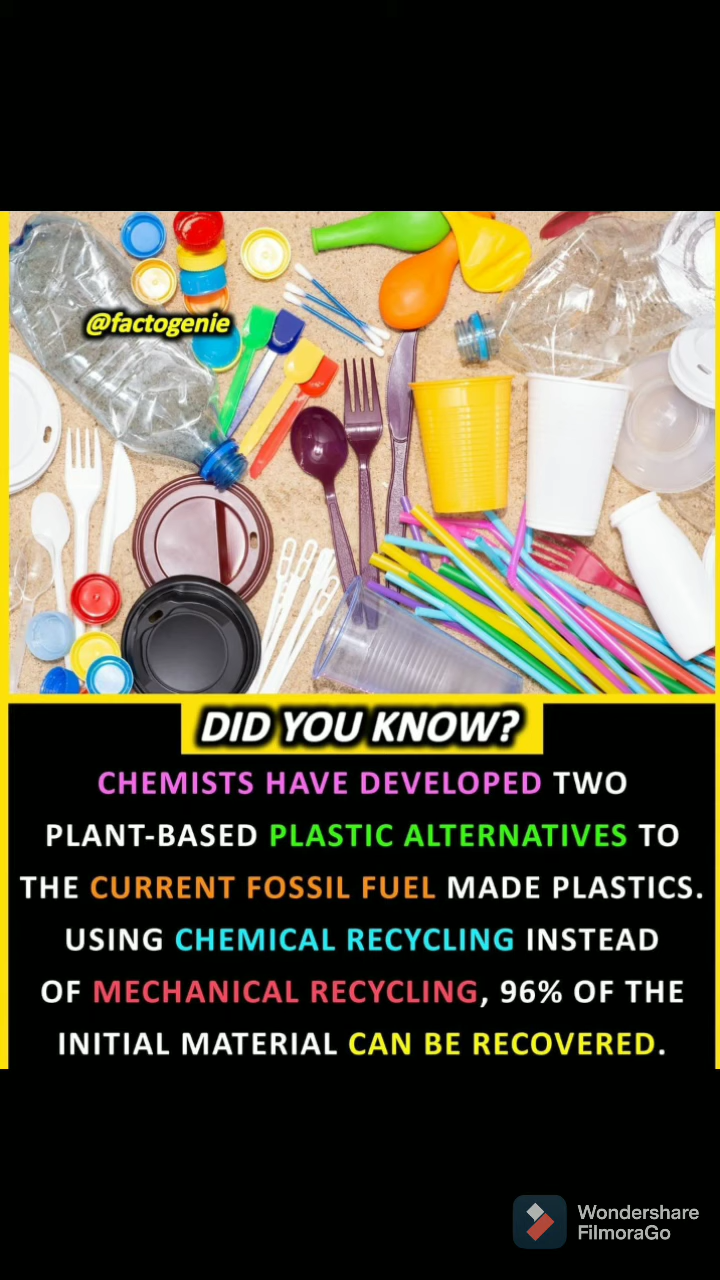 @factogenie
DID YOU KNOW?
CHEMISTS HAVE DEVELOPED TWO
PLANT-BASED PLASTIC ALTERNATIVES TO
THE CURRENT FOSSIL FUEL MADE PLASTICS.
USING CHEMICAL RECYCLING INSTEAD
OF MECHANICAL RECYCLING, 96% OF THE
INITIAL MATERIAL CAN BE RECOVERED.
Wondershare
FilmoraGo